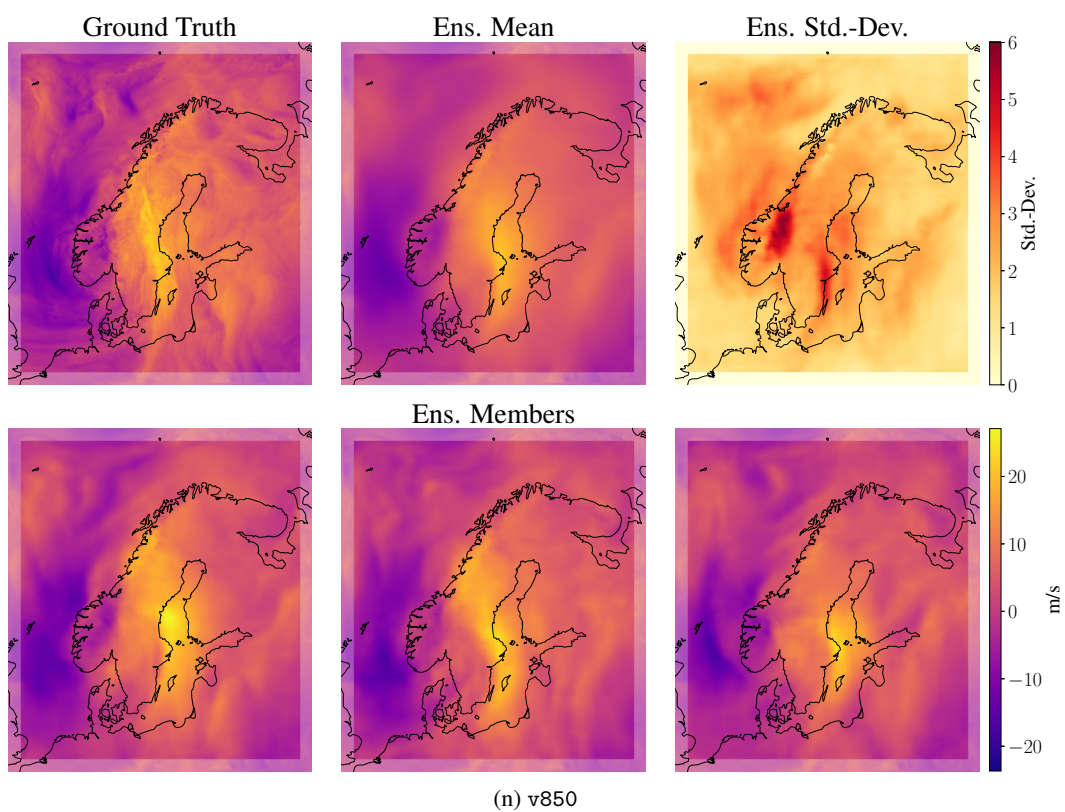 Ground Truth
Ens. Mean
Ens. Std.-Dev.
6
5
4
3
2
1
0
Std.-Dev.
Ens. Members
20
10
0
−10
−20
m/s
(n) v850